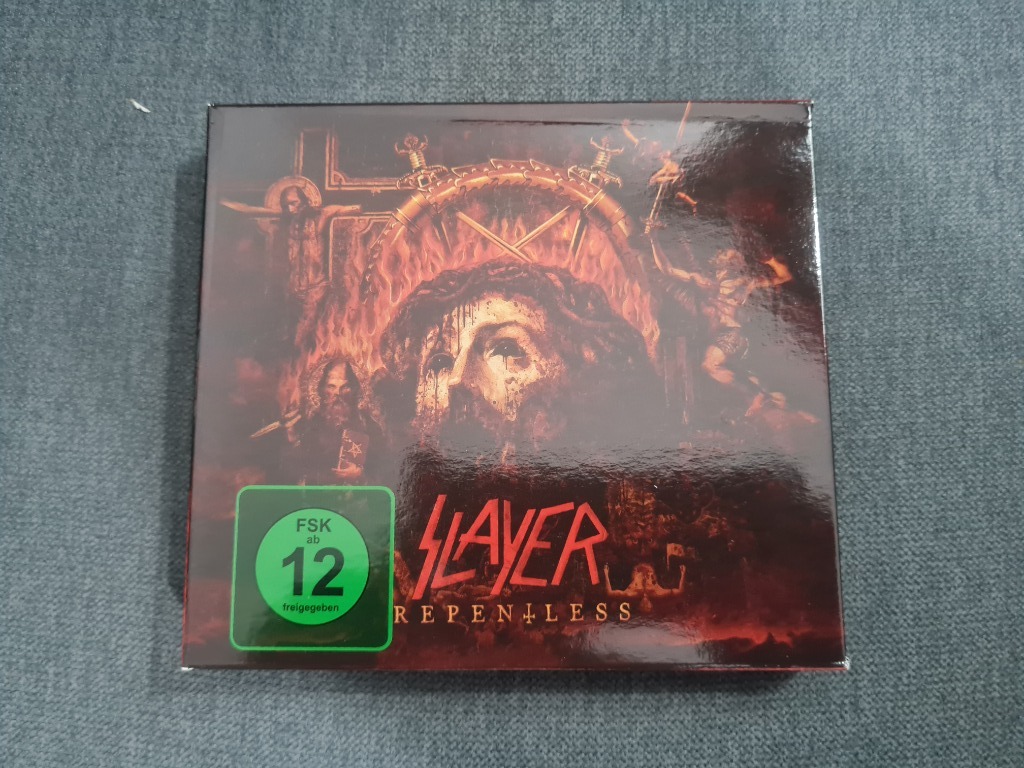 SLAYER
REPENTLESS
FSK
ab
12
freigegeben